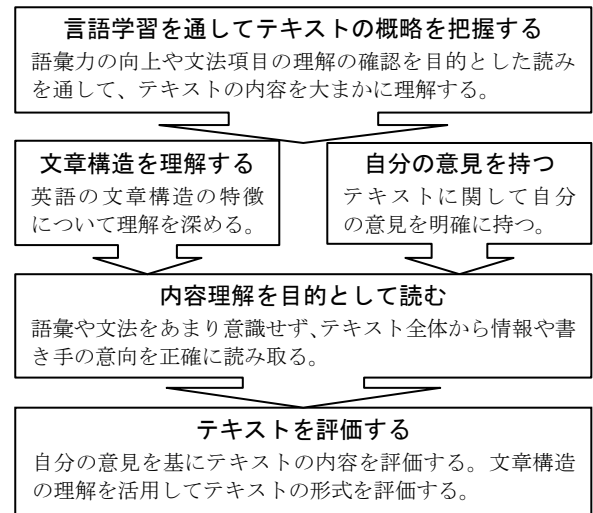 言語学習を通してテキストの概略を把握する
語彙力の向上や文法項目の理解の確認を目的とした読み
を通して、テキストの内容を大まかに理解する。
文章構造を理解する
英語の文章構造の特徴
について理解を深める。
自分の意見を持つ
テキストに関して自分
の意見を明確に持つ。
内容理解を目的として読む
語彙や文法をあまり意識せず、テキスト全体から情報や書
き手の意向を正確に読み取る。
テキストを評価する
自分の意見を基にテキストの内容を評価する。文章構造
の理解を活用してテキストの形式を評価する。